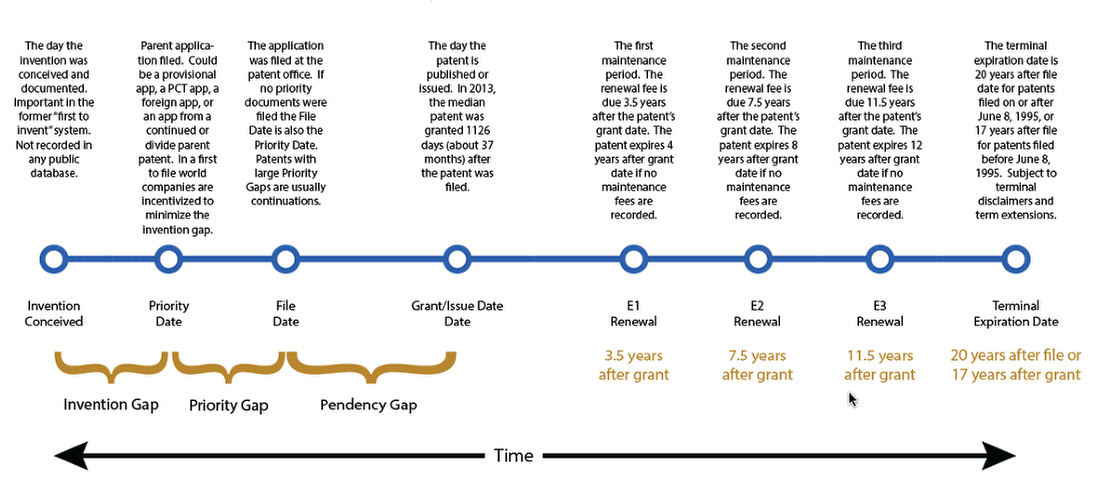 The day the
invention was
conceived and
documented.
Important in the
former "first to
invent" system.
Not recorded in
any public
database.
Parent applica-
tion filed. Could
be a provisional
app, a PCT app, a
foreign app, or
an app from a
continued or
divide parent
patent. In a first
to file world
companies are
incentivized to
minimize the
invention gap.
The application
was filed at the
patent office. If
no priority
documents were
filed the File
Date is also the
Priority Date.
Patents with
large Priority
Gaps are usually
continuations.
The day the
patent is
published or
issued. In 2013,
the median
patent was
granted 1126
days (about 37
months) after
the patent was
filed.
The first
maintenance
period. The
renewal fee is
due 3.5 years
after the patent's
grant date. The
patent expires 4
years after grant
date if no
maintenance
fees are
recorded.
The second
maintenance
period. The
renewal fee is
due 7.5 years
after the patent's
grant date. The
patent expires 8
years after grant
date if no
maintenance
fees are
recorded.
The third
maintenance
period. The
renewal fee is
due 11.5 years
after the patent's
grant date. The
patent expires 12
years after grant
date if no
maintenance
fees are
recorded.
The terminal
expiration date is
20 years after file
date for patents
filed on or after
June 8, 1995, or
17 years after file
for patents filed
before June 8,
1995. Subject to
terminal
disclaimers and
term extensions.
Invention
Conceived
Priority
Date
File
Date
Grant/Issue Date
Date
E1
Renewal
E2
Renewal
E3
Renewal
Terminal
Expiration Date
3.5 years
after grant
7.5 years
after grant
11.5 years
after grant
20 years after file or
17 years after grant
Invention Gap
Priority Gap
Pendency Gap
Time